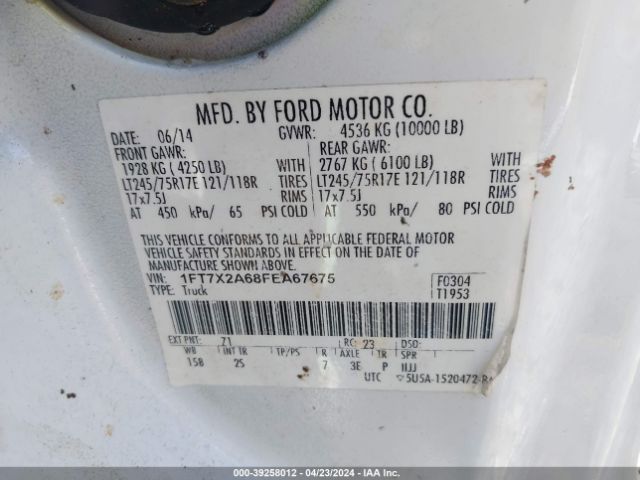 MFD. BY FORD MOTOR CO.
DATE: 06/14 GVWR: 4536 KG (10000 LB)
FRONT GAWR: REAR GAWR:
1928 KG ( 4250 LB) WITH 2767 KG ( 6100 LB) WITH
LT245/75R17E 121/118R TIRES LT245/75R17E 121/118R TIRES
17x7.5J RIMS 17x7.5J RIMS
AT 450 kPa/ 65 PSI COLD AT 550 kPa/ 80 PSI COLD
THIS VEHICLE CONFORMS TO ALL APPLICABLE FEDERAL MOTOR
VEHICLE SAFETY STANDARDS IN EFFECT ON THE DATE OF
MANUFACTURE SHOWN ABOVE.
VIN: 1FT7X2A68FEA67675 F0304
TYPE: Truck T1953
EXT PNT: Z1 RC: 23 DSO:
WB INT TR TP/PS R AXLE TR SPR
158 2S 7 3E P IIJJ
UTC 5U5A-1520472-BA
000-39258012 - 04/23/2024 - IAA Inc.